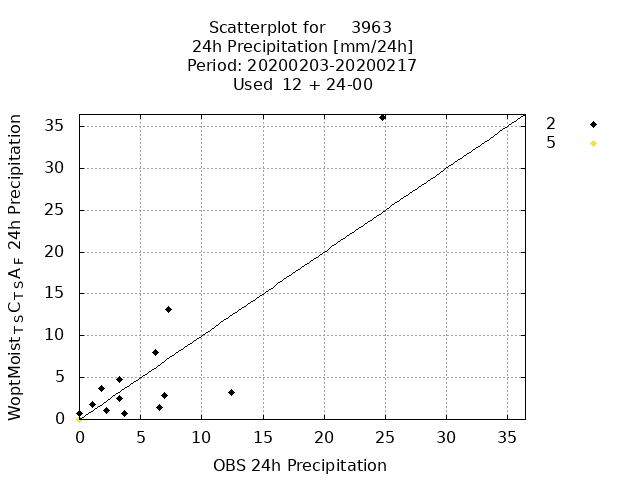 Scatterplot for 3963
24h Precipitation [mm/24h]
Period: 20200203-20200217
Used 12 + 24-00
2
5
WoptMoist_TSC_TSA_F 24h Precipitation
35
30
25
20
15
10
5
0
0 5 10 15 20 25 30 35
OBS 24h Precipitation